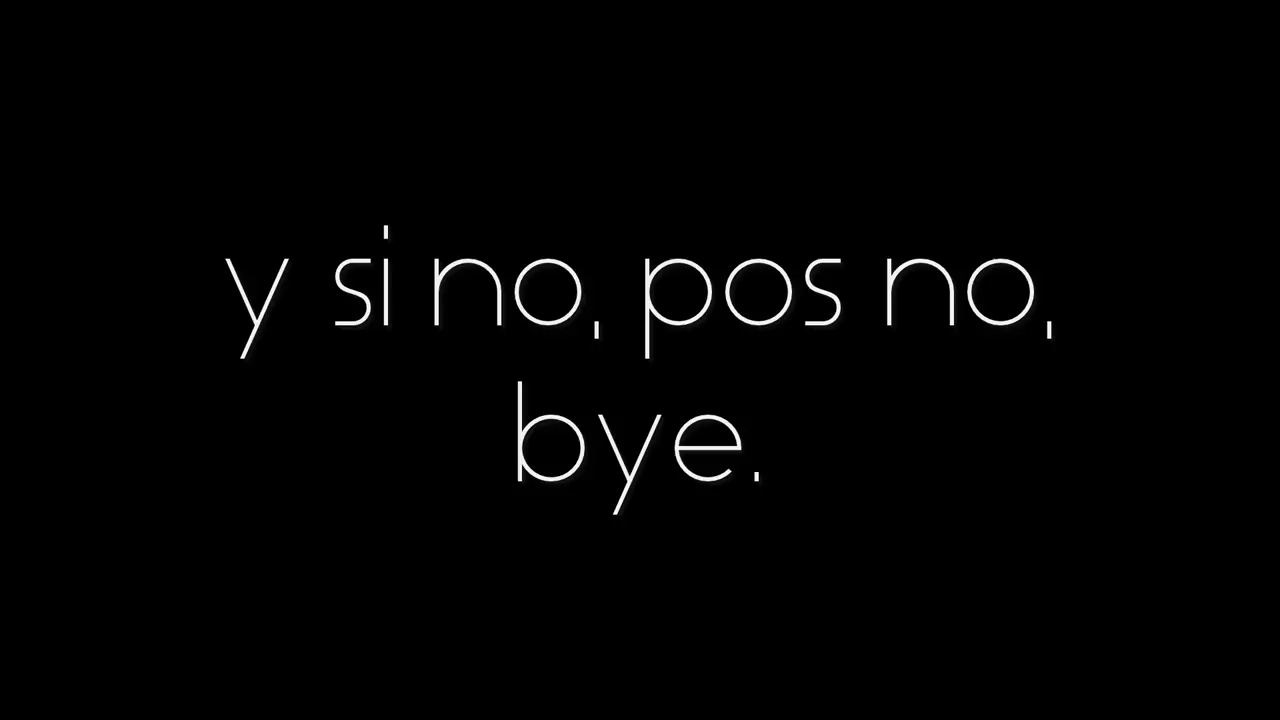 y si no, pos no,
bye.